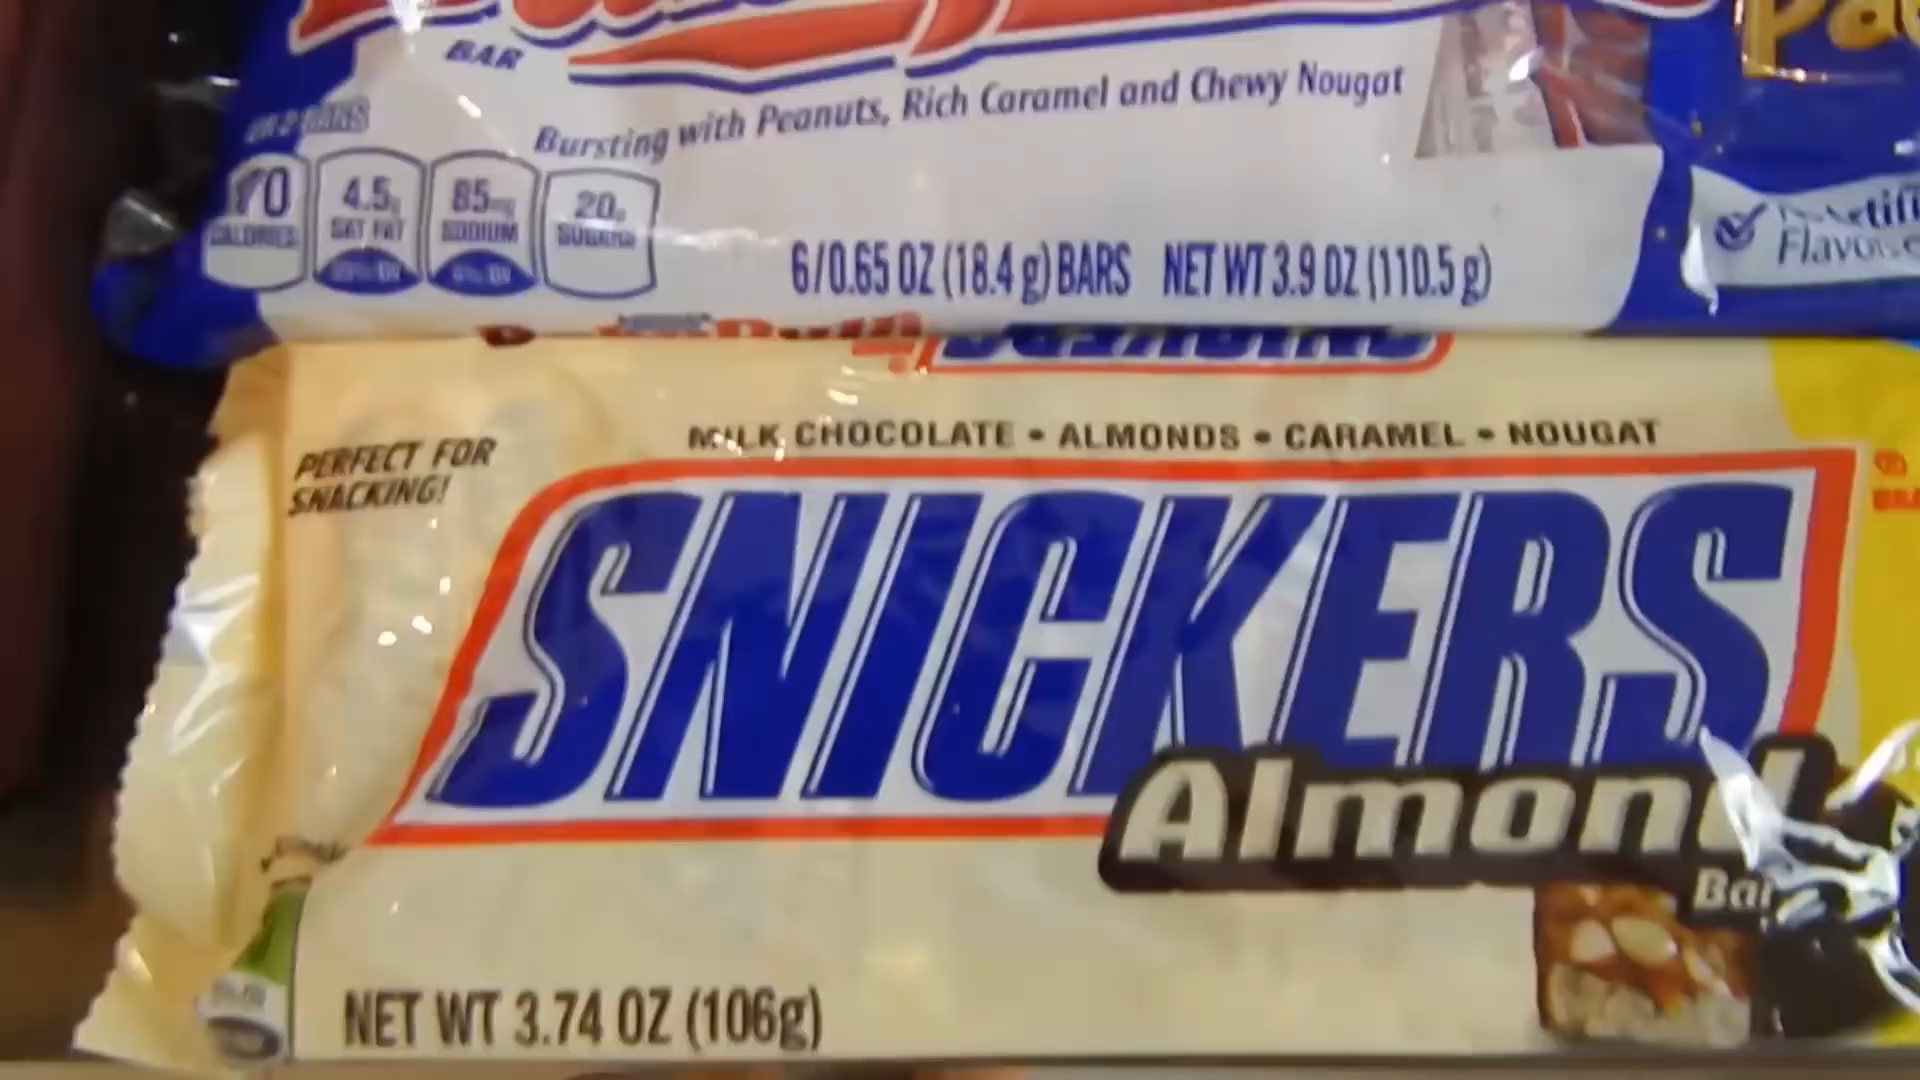 BAR
Bursting with Peanuts, Rich Caramel and Chewy Nougat
4.5g SAT FAT
85mg SODIUM
20g SUGARS
CALORIES
6/0.65 OZ (18.4 g) BARS NET WT 3.9 OZ (110.5 g)
PERFECT FOR
SNACKING!
MILK CHOCOLATE • ALMONDS • CARAMEL • NOUGAT
SNICKERS
Almond
Bar
NET WT 3.74 OZ (106g)